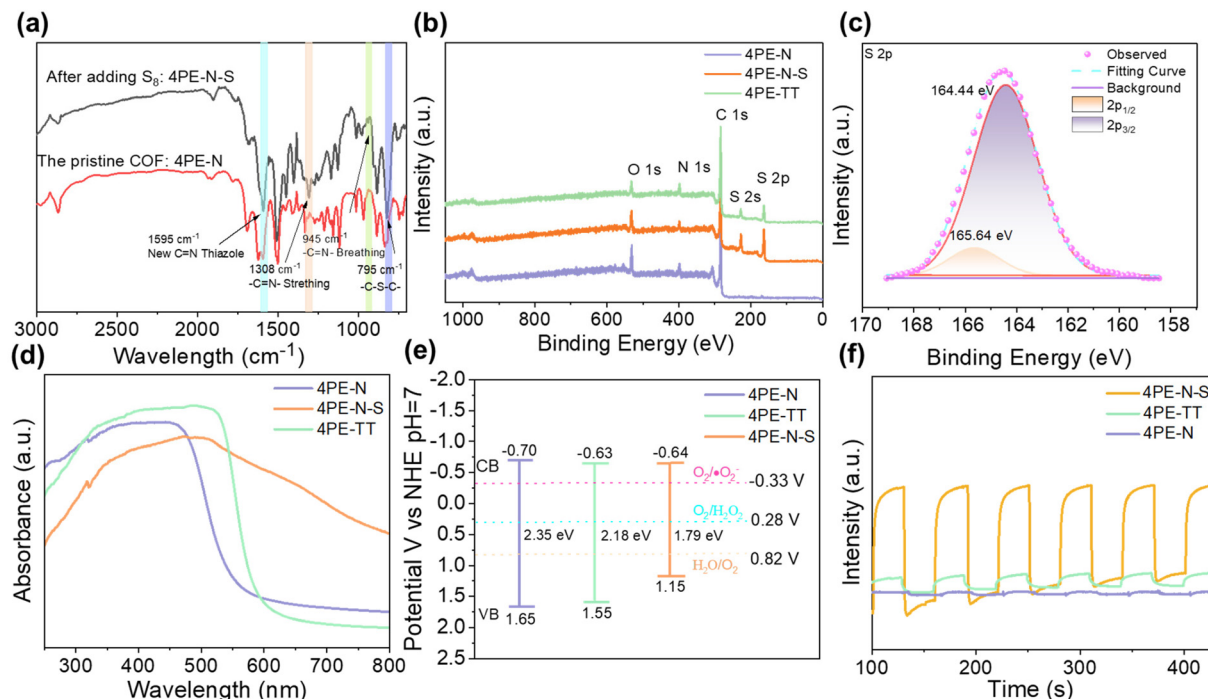 (a)
After adding S₈: 4PE-N-S
The pristine COF: 4PE-N
1595 cm⁻¹
New C=N Thiazole
1308 cm⁻¹
-C=N- Strething
945 cm⁻¹
-C=N- Breathing
795 cm⁻¹
-C-S-C-
3000 2500 2000 1500 1000
Wavelength (cm⁻¹)
(b)
Intensity (a.u.)
4PE-N
4PE-N-S
4PE-TT
C 1s
O 1s
N 1s
S 2s
S 2p
1000 800 600 400 200 0
Binding Energy (eV)
(c)
Intensity (a.u.)
S 2p
Observed
Fitting Curve
Background
2p1/2
2p3/2
164.44 eV
165.64 eV
170 168 166 164 162 160 158
Binding Energy (eV)
(d)
Absorbance (a.u.)
4PE-N
4PE-N-S
4PE-TT
300 400 500 600 700 800
Wavelength (nm)
(e)
Potential V vs NHE pH=7
-2.0
-1.5
-1.0
-0.5
0.0
0.5
1.0
1.5
2.0
2.5
4PE-N
4PE-TT
4PE-N-S
CB
-0.70
-0.63
-0.64
O₂/•O₂⁻
-0.33 V
O₂/H₂O₂
0.28 V
2.35 eV
2.18 eV
1.79 eV
H₂O/O₂
0.82 V
VB
1.65
1.55
1.15
(f)
Intensity (a.u.)
4PE-N-S
4PE-TT
4PE-N
100 200 300 400
Time (s)